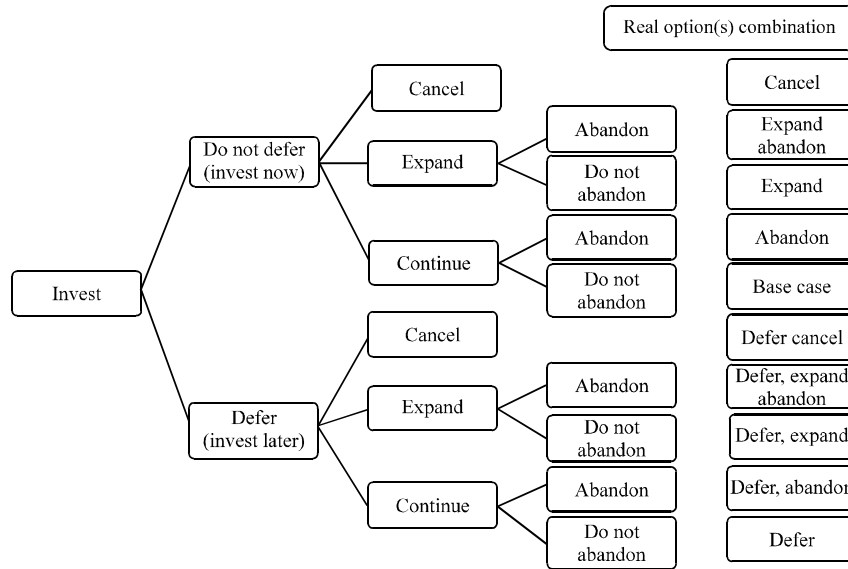 Real option(s) combination
Invest
Do not defer
(invest now)
Defer
(invest later)
Cancel
Expand
Continue
Cancel
Expand
Continue
Abandon
Do not
abandon
Abandon
Do not
abandon
Abandon
Do not
abandon
Abandon
Do not
abandon
Cancel
Expand
abandon
Expand
Abandon
Base case
Defer cancel
Defer, expand
abandon
Defer, expand
Defer, abandon
Defer